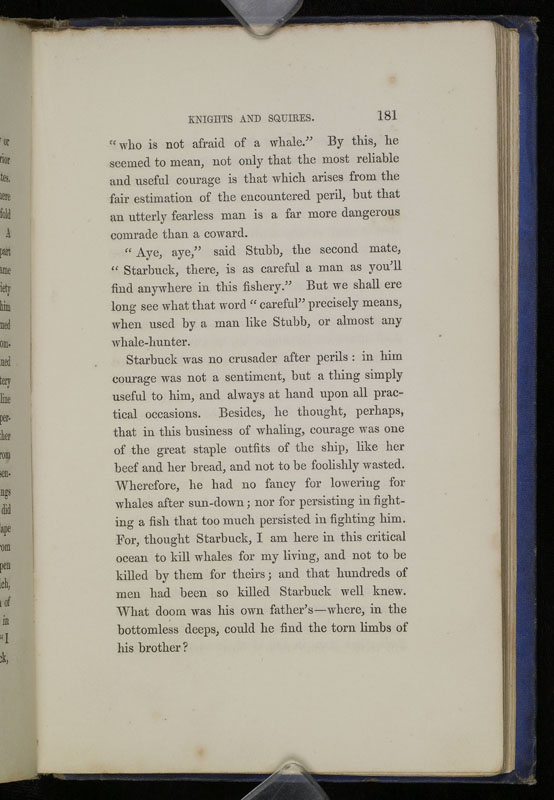 KNIGHTS AND SQUIRES. 181
“who is not afraid of a whale.” By this, he
seemed to mean, not only that the most reliable
and useful courage is that which arises from the
fair estimation of the encountered peril, but that
an utterly fearless man is a far more dangerous
comrade than a coward.
“ Aye, aye,” said Stubb, the second mate,
“ Starbuck, there, is as careful a man as you’ll
find anywhere in this fishery.” But we shall ere
long see what that word “ careful” precisely means,
when used by a man like Stubb, or almost any
whale-hunter.
Starbuck was no crusader after perils : in him
courage was not a sentiment, but a thing simply
useful to him, and always at hand upon all prac-
tical occasions. Besides, he thought, perhaps,
that in this business of whaling, courage was one
of the great staple outfits of the ship, like her
beef and her bread, and not to be foolishly wasted.
Wherefore, he had no fancy for lowering for
whales after sun-down ; nor for persisting in fight-
ing a fish that too much persisted in fighting him.
For, thought Starbuck, I am here in this critical
ocean to kill whales for my living, and not to be
killed by them for theirs ; and that hundreds of
men had been so killed Starbuck well knew.
What doom was his own father’s—where, in the
bottomless deeps, could he find the torn limbs of
his brother ?